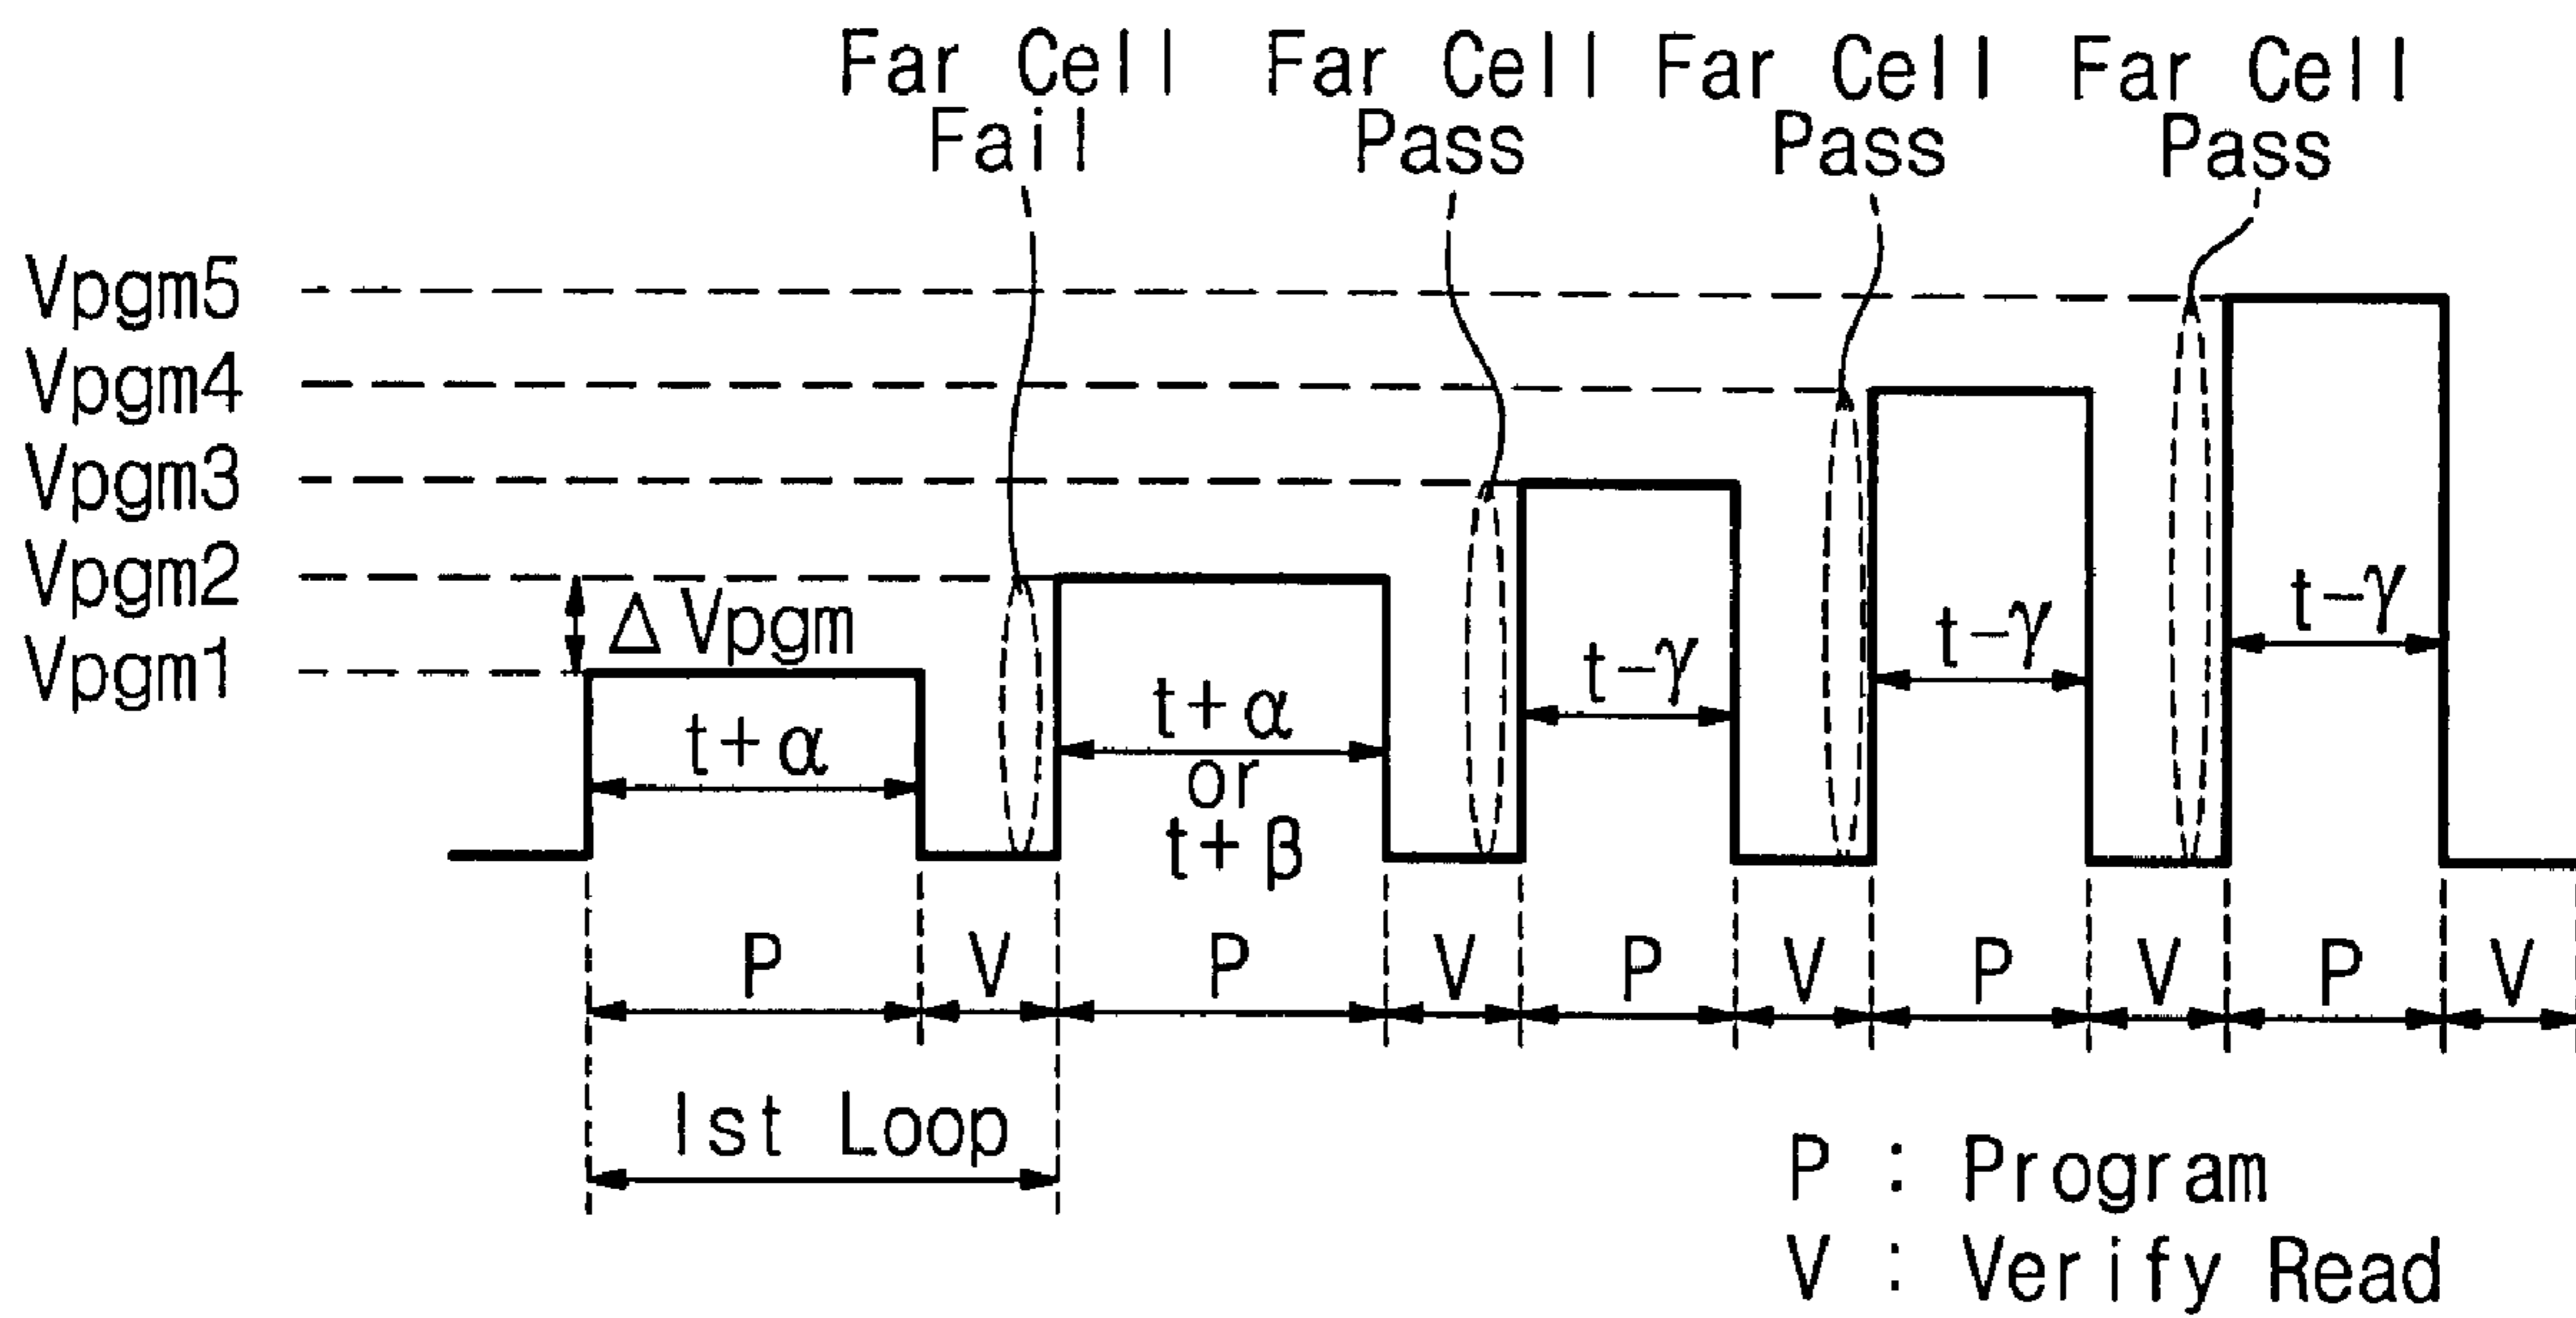 Far Cell Fail
Far Cell Pass
Far Cell Pass
Far Cell Pass
Vpgm5
Vpgm4
Vpgm3
Vpgm2
Vpgm1
Δ Vpgm
t+α
t+α
or
t+β
t-γ
t-γ
t-γ
P V P V P V P V P V
1st Loop
P : Program
V : Verify Read